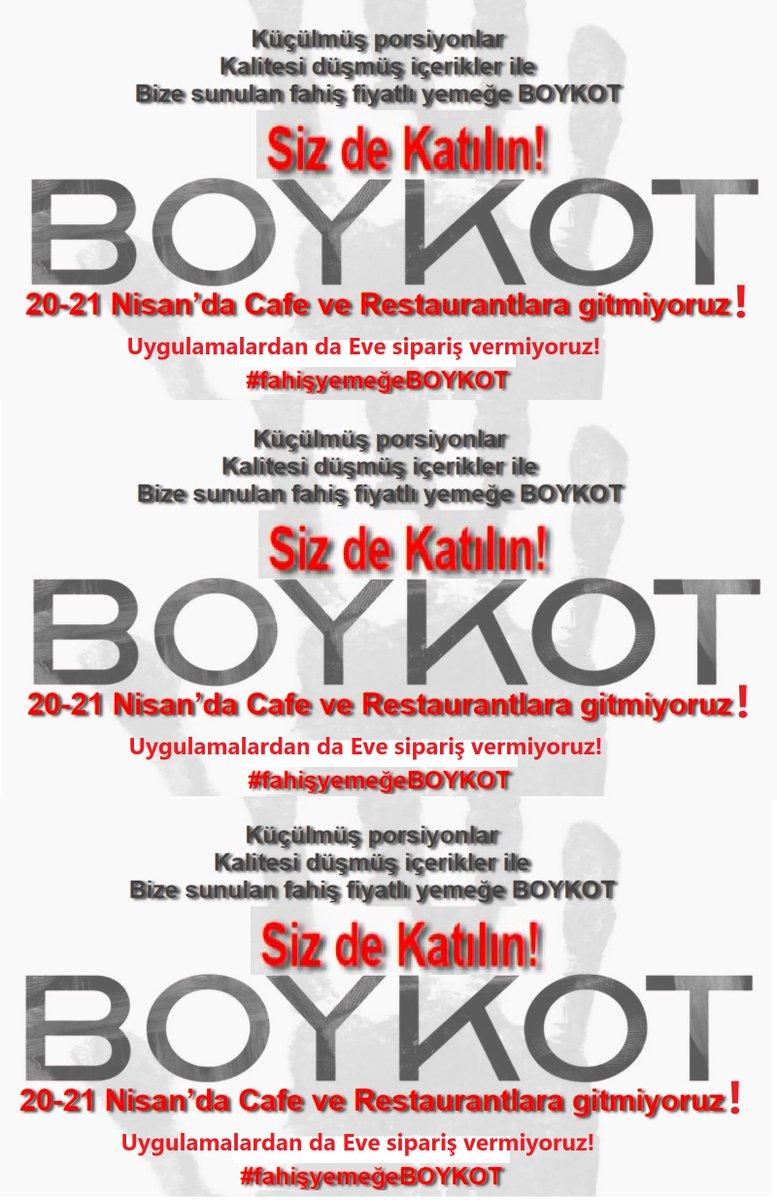 Küçülmüş porsiyonlar
Kalitesi düşmüş içerikler ile
Bize sunulan fahiş fiyatlı yemeğe BOYKOT
Siz de Katılın!
BOYKOT
20-21 Nisan’da Cafe ve Restaurantlara gitmiyoruz!
Uygulamalardan da Eve sipariş vermiyoruz!
#fahişyemeğeBOYKOT
Küçülmüş porsiyonlar
Kalitesi düşmüş içerikler ile
Bize sunulan fahiş fiyatlı yemeğe BOYKOT
Siz de Katılın!
BOYKOT
20-21 Nisan’da Cafe ve Restaurantlara gitmiyoruz!
Uygulamalardan da Eve sipariş vermiyoruz!
#fahişyemeğeBOYKOT
Küçülmüş porsiyonlar
Kalitesi düşmüş içerikler ile
Bize sunulan fahiş fiyatlı yemeğe BOYKOT
Siz de Katılın!
BOYKOT
20-21 Nisan’da Cafe ve Restaurantlara gitmiyoruz!
Uygulamalardan da Eve sipariş vermiyoruz!
#fahişyemeğeBOYKOT